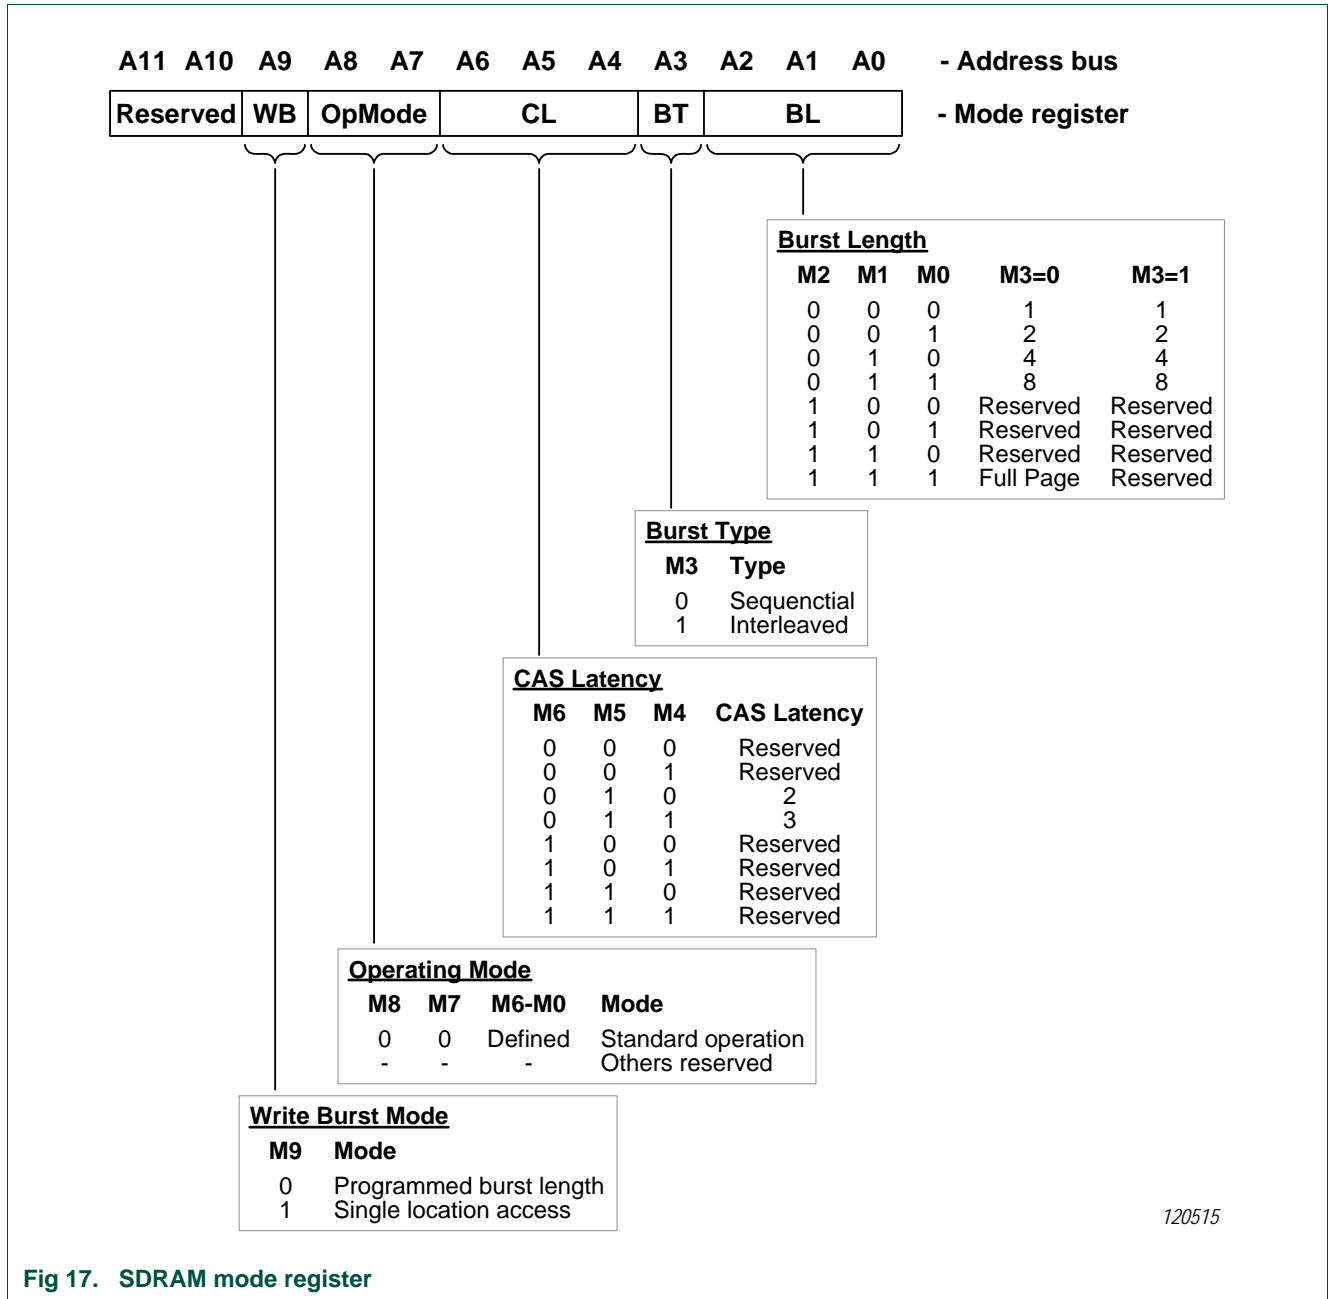 A11 A10 A9 A8 A7 A6 A5 A4 A3 A2 A1 A0 - Address bus
Reserved WB OpMode CL BT BL - Mode register
Burst Length
M2 M1 M0 M3=0 M3=1
0 0 0 1 1
0 0 1 2 2
0 1 0 4 4
0 1 1 8 8
1 0 0 Reserved Reserved
1 0 1 Reserved Reserved
1 1 0 Reserved Reserved
1 1 1 Full Page Reserved
Burst Type
M3 Type
0 Sequenctial
1 Interleaved
CAS Latency
M6 M5 M4 CAS Latency
0 0 0 Reserved
0 0 1 Reserved
0 1 0 2
0 1 1 3
1 0 0 Reserved
1 0 1 Reserved
1 1 0 Reserved
1 1 1 Reserved
Operating Mode
M8 M7 M6-M0 Mode
0 0 Defined Standard operation
- - - Others reserved
Write Burst Mode
M9 Mode
0 Programmed burst length
1 Single location access
120515
Fig 17. SDRAM mode register